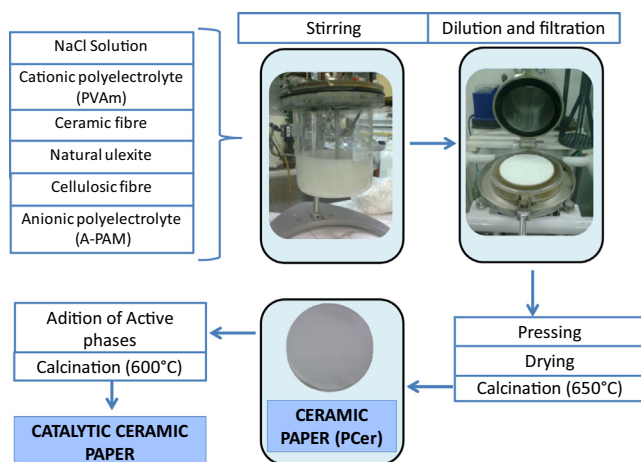 NaCl Solution
Cationic polyelectrolyte
(PVAm)
Ceramic fibre
Natural ulexite
Cellulosic fibre
Anionic polyelectrolyte
(A-PAM)
Stirring
Dilution and filtration
Pressing
Drying
Calcination (650°C)
CERAMIC
PAPER (PCer)
Adition of Active
phases
Calcination (600°C)
CATALYTIC CERAMIC
PAPER